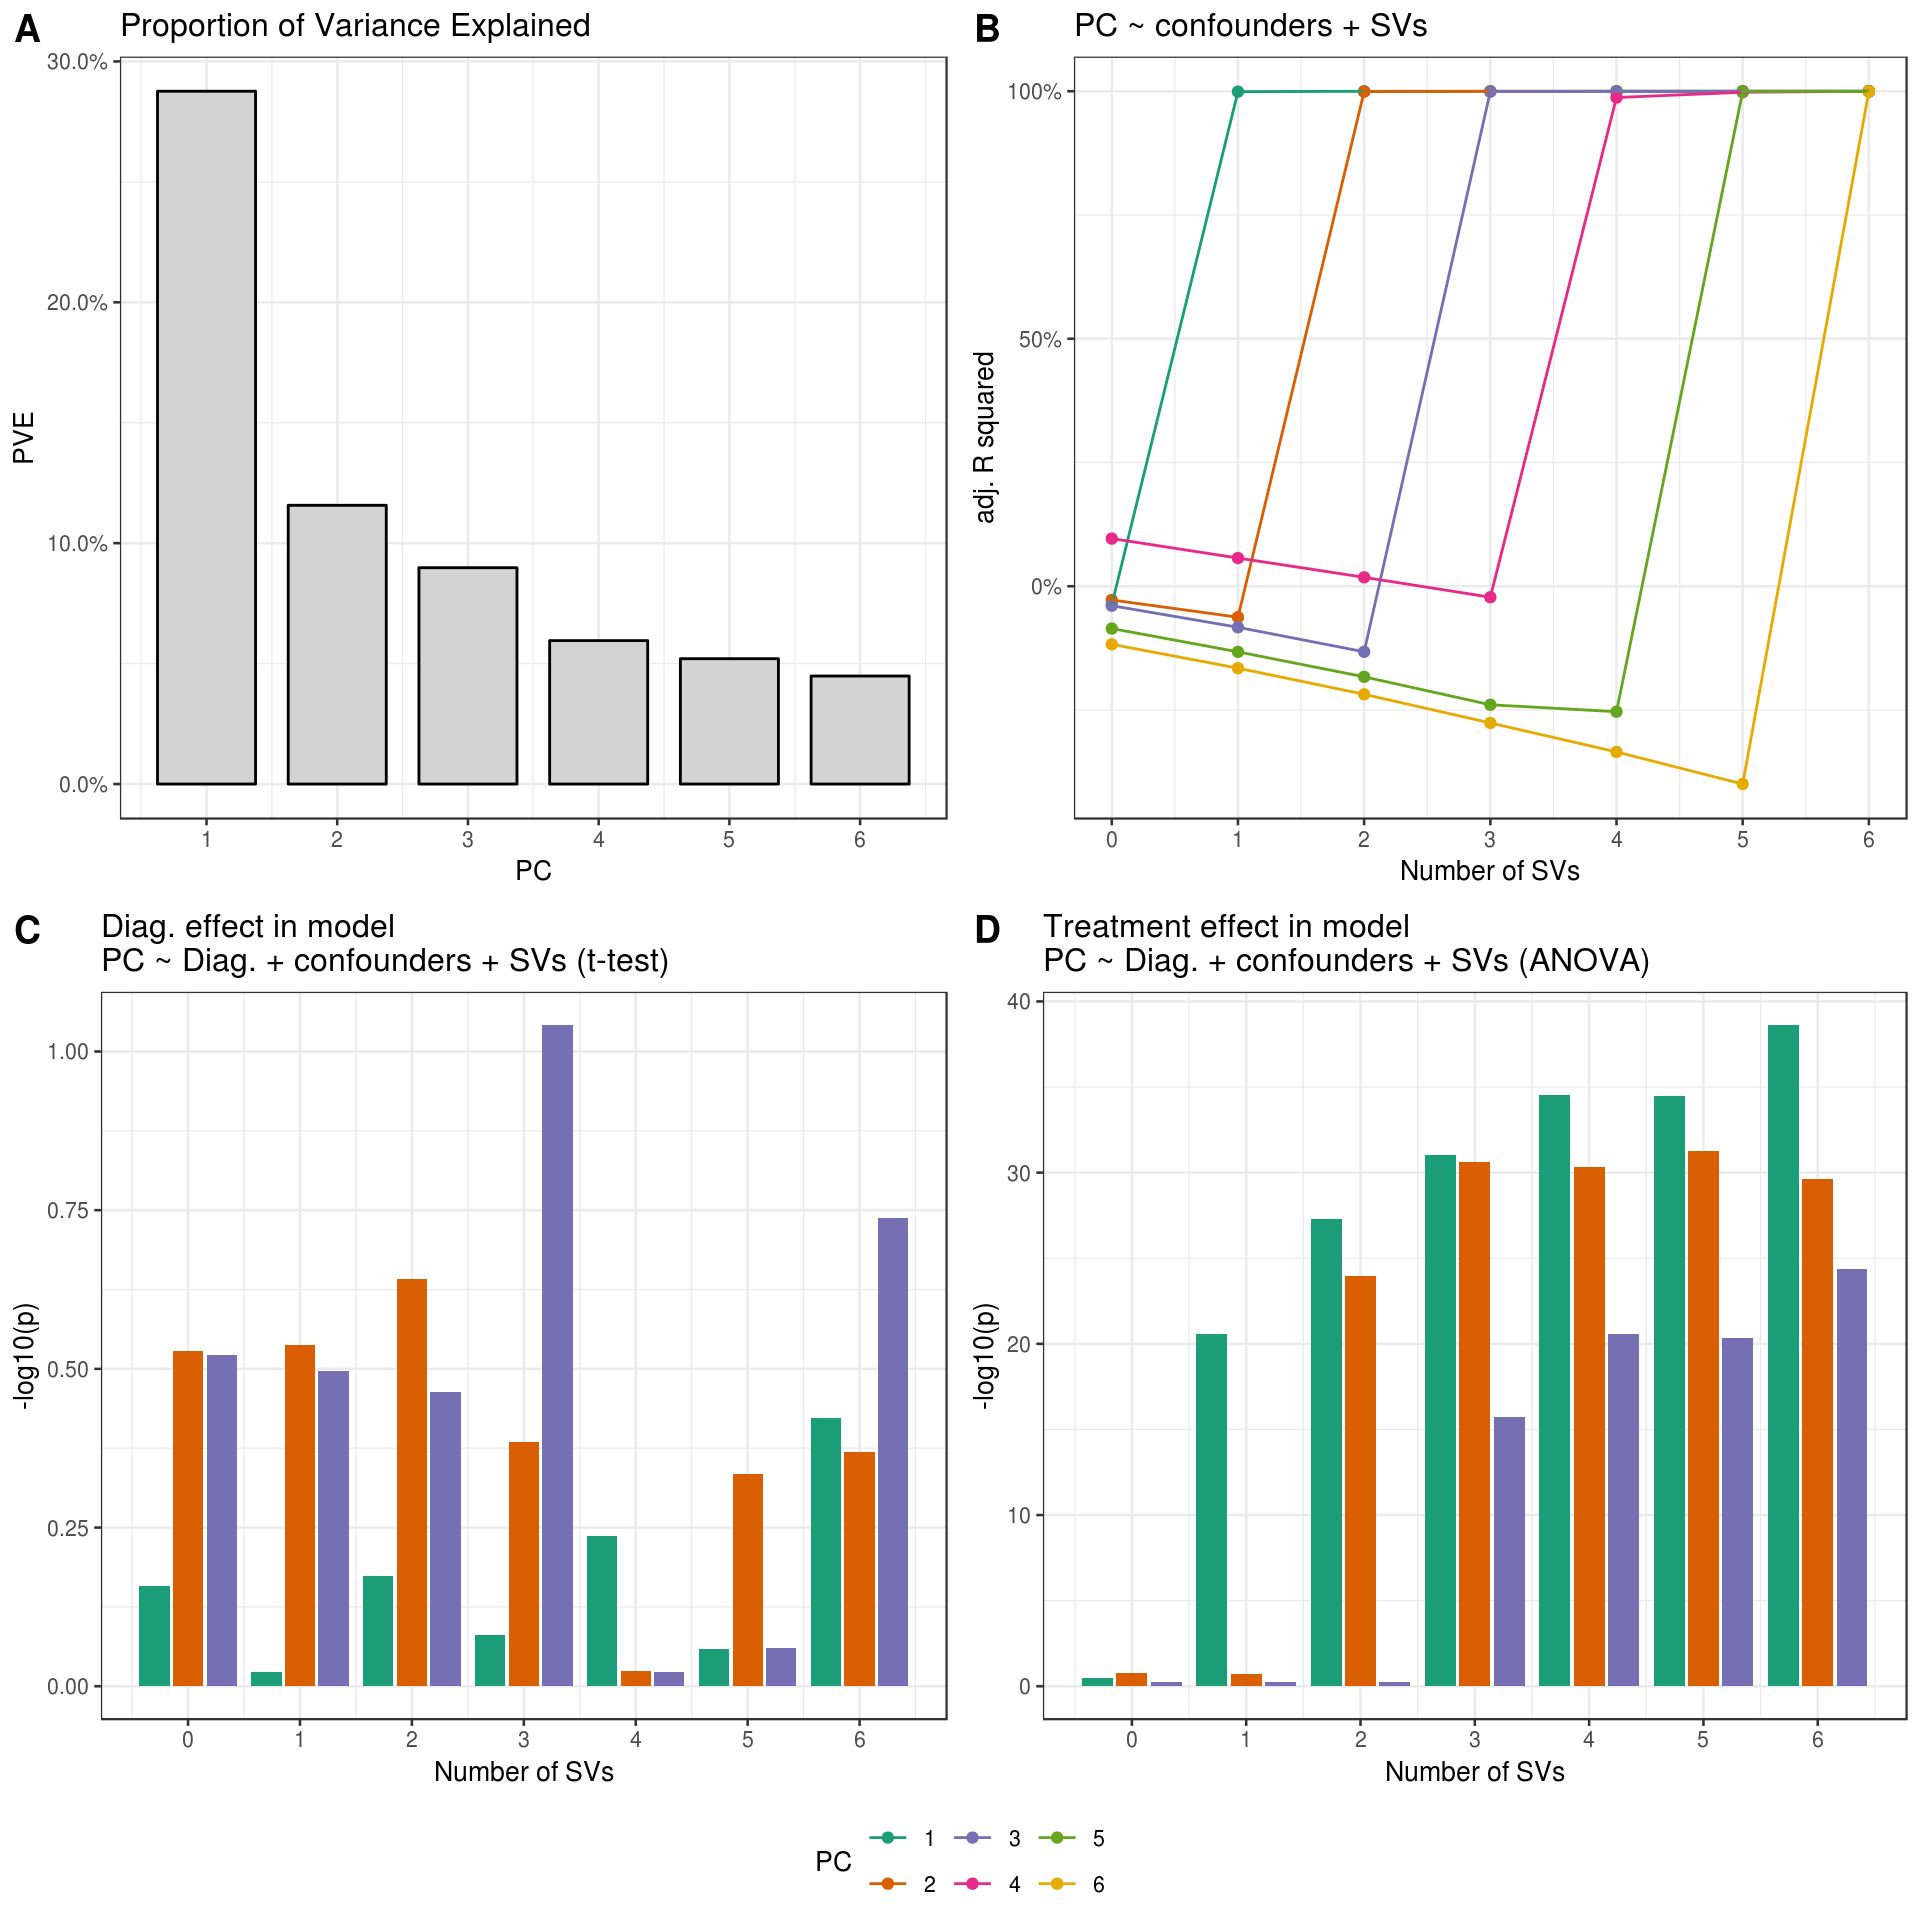 A
Proportion of Variance Explained
30.0%
20.0%
10.0%
0.0%
PVE
1 2 3 4 5 6
PC
B
PC ~ confounders + SVs
100%
50%
0%
adj. R squared
0 1 2 3 4 5 6
Number of SVs
C
Diag. effect in model
PC ~ Diag. + confounders + SVs (t-test)
1.00
0.75
0.50
0.25
0.00
-log10(p)
0 1 2 3 4 5 6
Number of SVs
D
Treatment effect in model
PC ~ Diag. + confounders + SVs (ANOVA)
40
30
20
10
0
-log10(p)
0 1 2 3 4 5 6
Number of SVs
PC
1 3 5
2 4 6